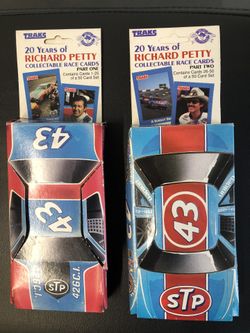 TRAKS
20 YEARS OF
RICHARD PETTY
COLLECTABLE RACE CARDS
PART ONE
Contains Cards 1-25
of a 50 Card Set
43
43
426 C.I.
STP
426 C.I.
TRAKS
20 YEARS OF
RICHARD PETTY
COLLECTABLE RACE CARDS
PART TWO
Contains Cards 26-50
of a 50 Card Set
43
STP